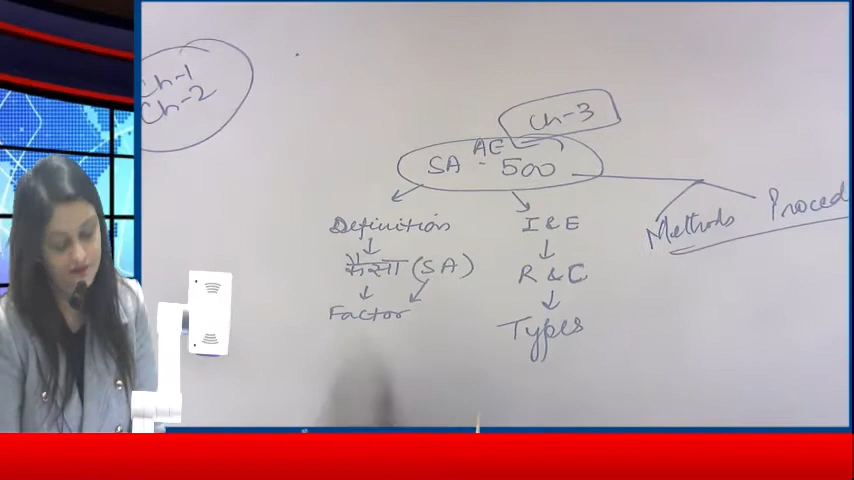 Ch-1
Ch-2
Ch-3
AE
SA - 500
Definition
कैसा (SA)
Factor
I & E
R & C
Types
Methods
Proced